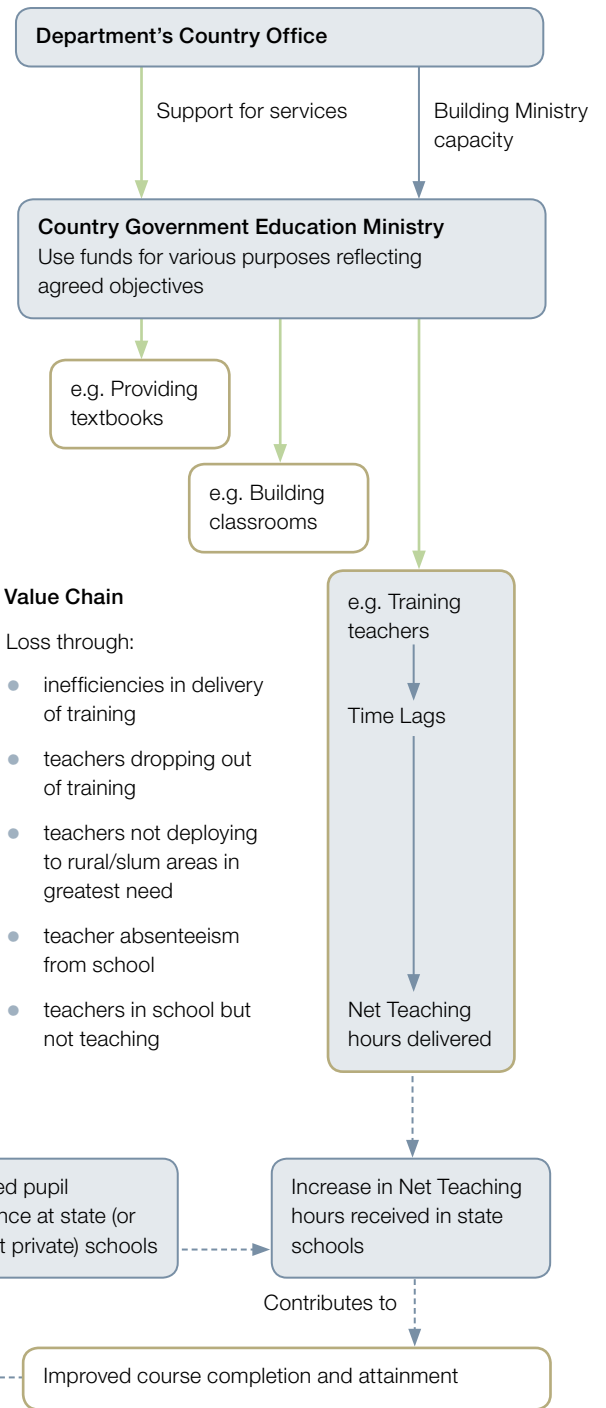 Department's Country Office
Support for services
Building Ministry
capacity
Country Government Education Ministry
Use funds for various purposes reflecting
agreed objectives
e.g. Providing
textbooks
e.g. Building
classrooms
Value Chain
Loss through:
inefficiencies in delivery
of training
teachers dropping out
of training
teachers not deploying
to rural/slum areas in
greatest need
teacher absenteeism
from school
teachers in school but
not teaching
e.g. Training
teachers
Time Lags
Net Teaching
hours delivered
pupil
at state (or
private) schools
Increase in Net Teaching
hours received in state
schools
Contributes to
Improved course completion and attainment